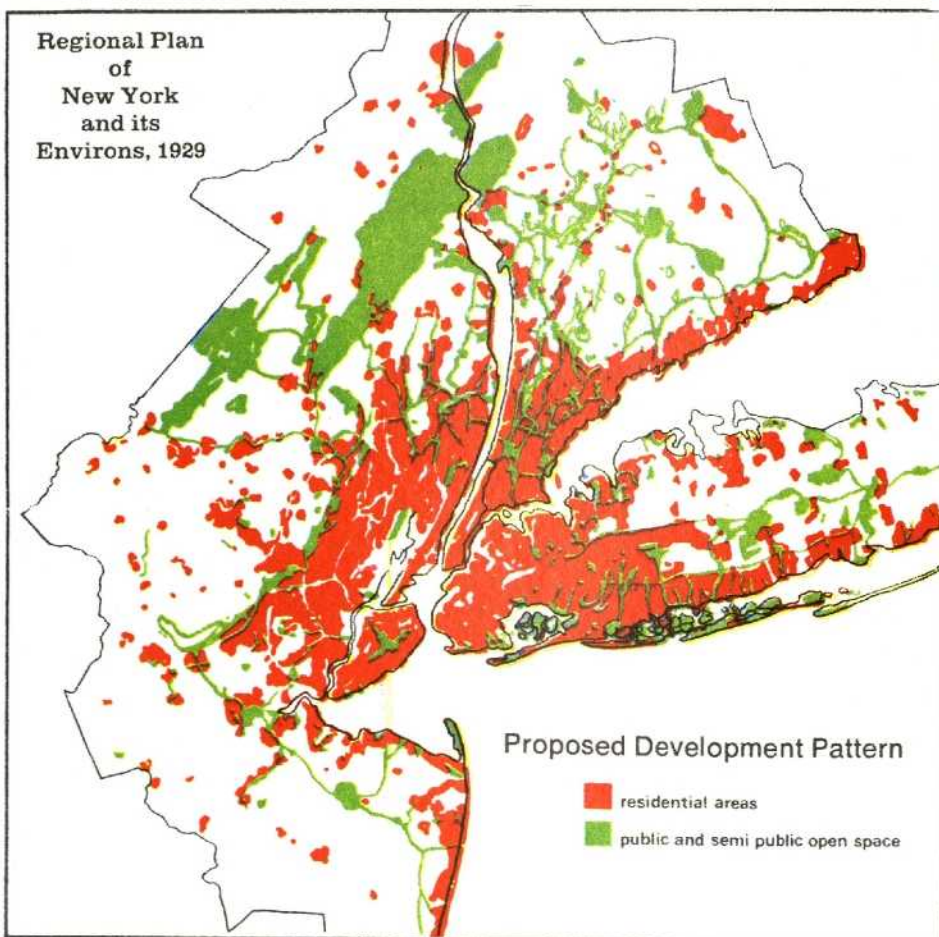 Regional Plan
of
New York
and its
Environs, 1929
Proposed Development Pattern
residential areas
public and semi public open space